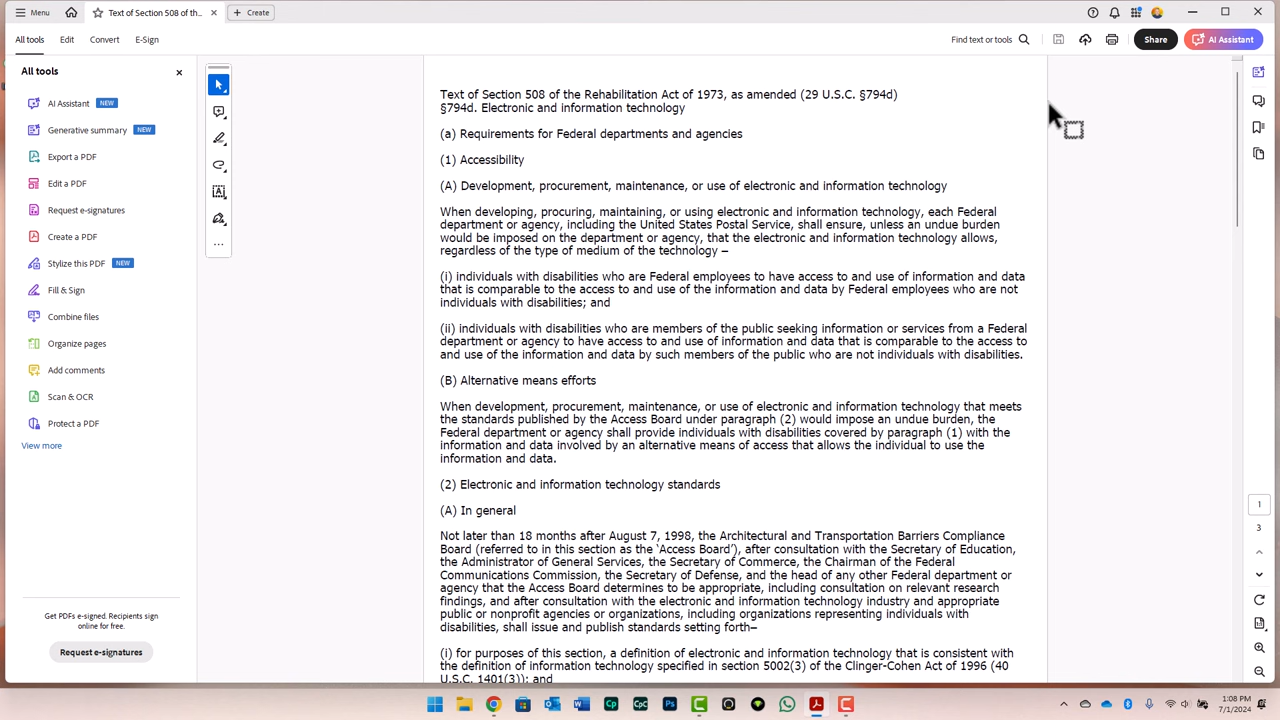 Menu
Text of Section 508 of th...
Create
All tools
Edit
Convert
E-Sign
Find text or tools
Share
AI Assistant
All tools
AI Assistant NEW
Generative summary NEW
Export a PDF
Edit a PDF
Request e-signatures
Create a PDF
Stylize this PDF NEW
Fill & Sign
Combine files
Organize pages
Add comments
Scan & OCR
Protect a PDF
View more
Get PDFs e-signed. Recipients sign
online for free.
Request e-signatures
Text of Section 508 of the Rehabilitation Act of 1973, as amended (29 U.S.C. §794d)
§794d. Electronic and information technology
(a) Requirements for Federal departments and agencies
(1) Accessibility
(A) Development, procurement, maintenance, or use of electronic and information technology
When developing, procuring, maintaining, or using electronic and information technology, each Federal
department or agency, including the United States Postal Service, shall ensure, unless an undue burden
would be imposed on the department or agency, that the electronic and information technology allows,
regardless of the type of medium of the technology –
(i) individuals with disabilities who are Federal employees to have access to and use of information and data
that is comparable to the access to and use of the information and data by Federal employees who are not
individuals with disabilities; and
(ii) individuals with disabilities who are members of the public seeking information or services from a Federal
department or agency to have access to and use of information and data that is comparable to the access to
and use of the information and data by such members of the public who are not individuals with disabilities.
(B) Alternative means efforts
When development, procurement, maintenance, or use of electronic and information technology that meets
the standards published by the Access Board under paragraph (2) would impose an undue burden, the
Federal department or agency shall provide individuals with disabilities covered by paragraph (1) with the
information and data involved by an alternative means of access that allows the individual to use the
information and data.
(2) Electronic and information technology standards
(A) In general
Not later than 18 months after August 7, 1998, the Architectural and Transportation Barriers Compliance
Board (referred to in this section as the ‘Access Board’), after consultation with the Secretary of Education,
the Administrator of General Services, the Secretary of Commerce, the Chairman of the Federal
Communications Commission, the Secretary of Defense, and the head of any other Federal department or
agency that the Access Board determines to be appropriate, including consultation on relevant research
findings, and after consultation with the electronic and information technology industry and appropriate
public or nonprofit agencies or organizations, including organizations representing individuals with
disabilities, shall issue and publish standards setting forth–
(i) for purposes of this section, a definition of electronic and information technology that is consistent with
the definition of information technology specified in section 5002(3) of the Clinger-Cohen Act of 1996 (40
U.S.C. 1401(3)); and
1
3
1:08 PM
7/1/2024